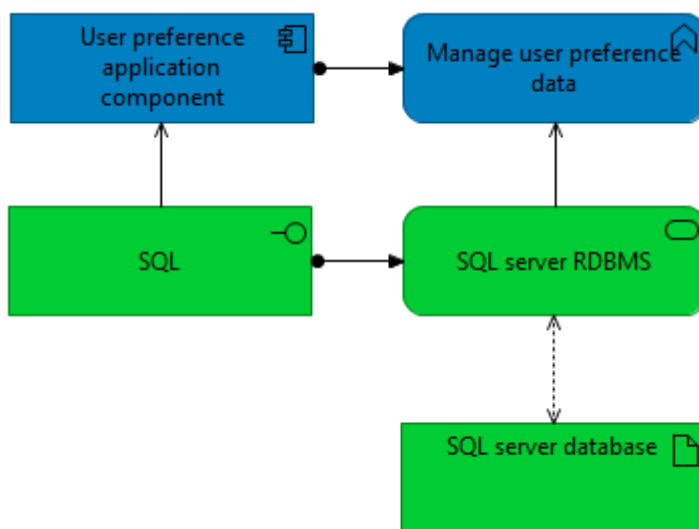 User preference
application
component
Manage user preference
data
SQL
SQL server RDBMS
SQL server database